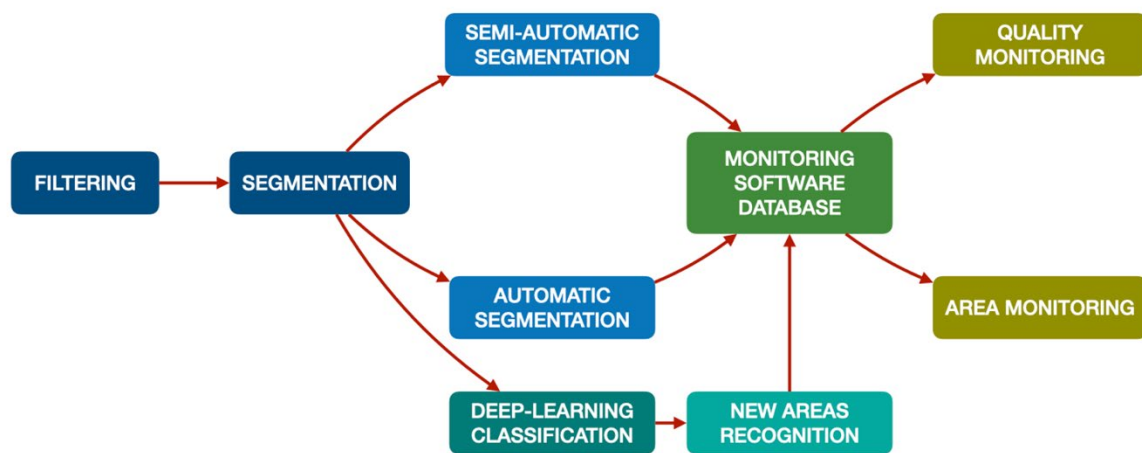 SEMI-AUTOMATIC
SEGMENTATION
QUALITY
MONITORING
FILTERING
SEGMENTATION
MONITORING
SOFTWARE
DATABASE
AUTOMATIC
SEGMENTATION
AREA MONITORING
DEEP-LEARNING
CLASSIFICATION
NEW AREAS
RECOGNITION